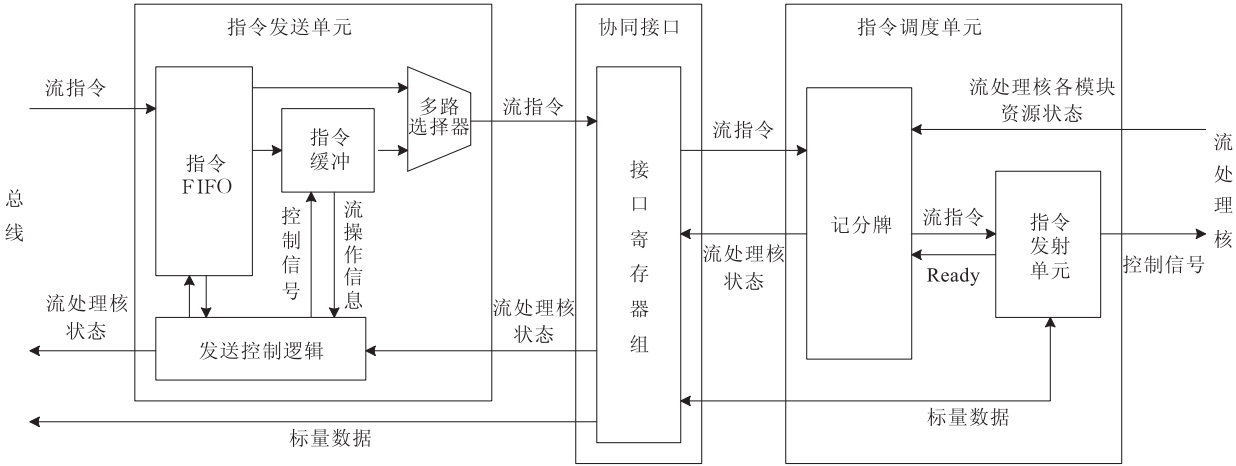 指令发送单元
协同接口
指令调度单元
流指令
多路
选择器
流指令
流处理核各模块
资源状态
指令
缓冲
流指令
指令
FIFO
接口寄存器组
流处理核
总线
控制信号
流操作信息
记分牌
流指令
指令
发射
单元
流处理核
状态
Ready
控制信号
流处理核
状态
流处理核
状态
发送控制逻辑
标量数据
标量数据